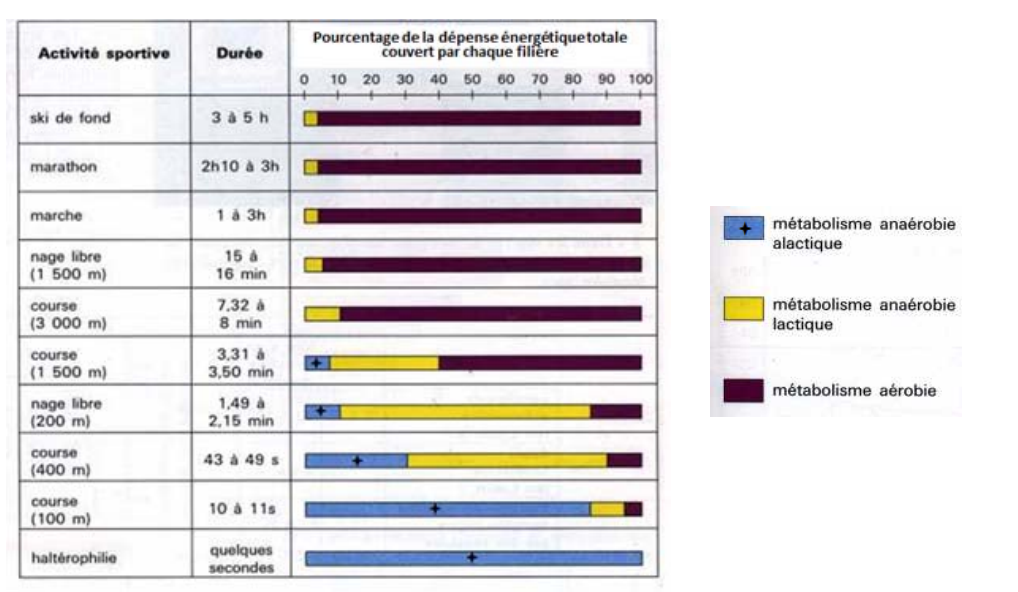 Activité sportive
Durée
Pourcentage de la dépense énergétique totale
couvert par chaque filière
0 10 20 30 40 50 60 70 80 90 100
ski de fond
3 à 5 h
marathon
2h10 à 3h
marche
1 à 3h
nage libre
(1 500 m)
15 à
16 min
course
(3 000 m)
7,32 à
8 min
course
(1 500 m)
3,31 à
3,50 min
nage libre
(200 m)
1,49 à
2,15 min
course
(400 m)
43 à 49 s
course
(100 m)
10 à 11s
haltérophilie
quelques
secondes
métabolisme anaérobie
alactique
métabolisme anaérobie
lactique
métabolisme aérobie